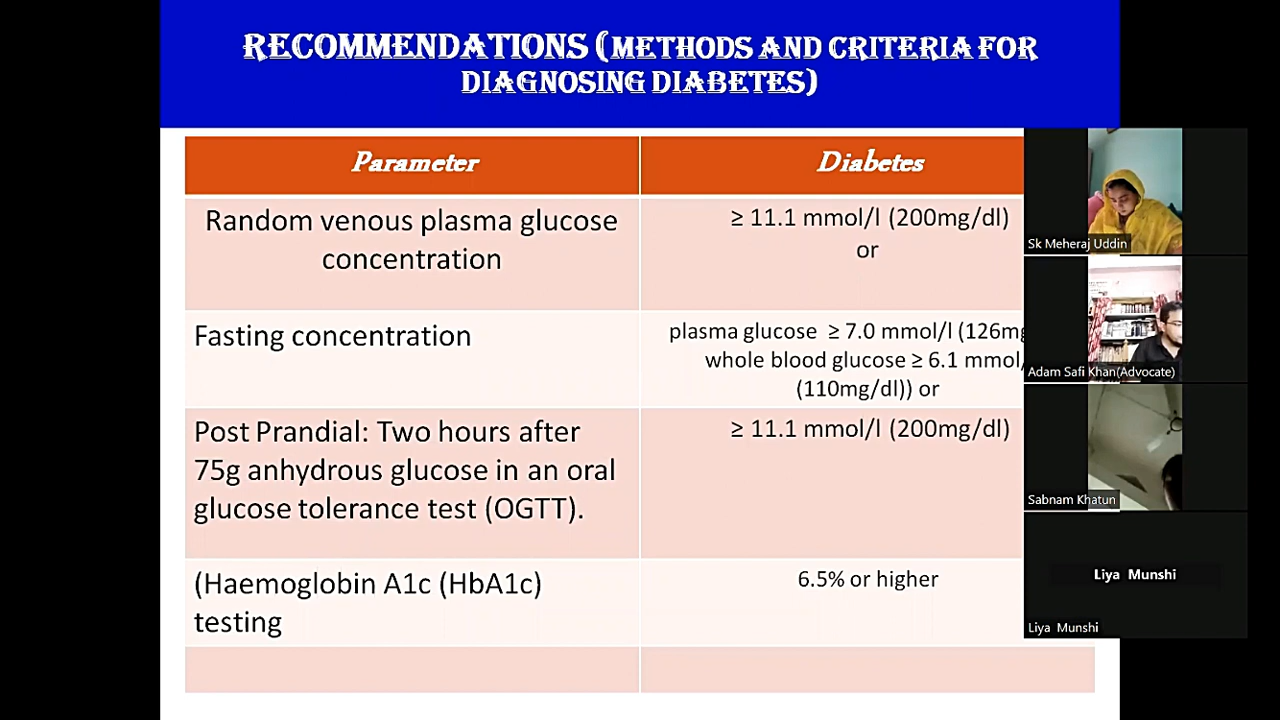 RECOMMENDATIONS (METHODS AND CRITERIA FOR
DIAGNOSING DIABETES)
Parameter
Diabetes
Random venous plasma glucose
concentration
≥ 11.1 mmol/l (200mg/dl)
or
Fasting concentration
plasma glucose ≥ 7.0 mmol/l (126mg
whole blood glucose ≥ 6.1 mmol/
(110mg/dl)) or
Post Prandial: Two hours after
75g anhydrous glucose in an oral
glucose tolerance test (OGTT).
≥ 11.1 mmol/l (200mg/dl)
(Haemoglobin A1c (HbA1c)
testing
6.5% or higher
Sk Meheraj Uddin
Adam Safi Khan(Advocate)
Sabnam Khatun
Liya Munshi
Liya Munshi